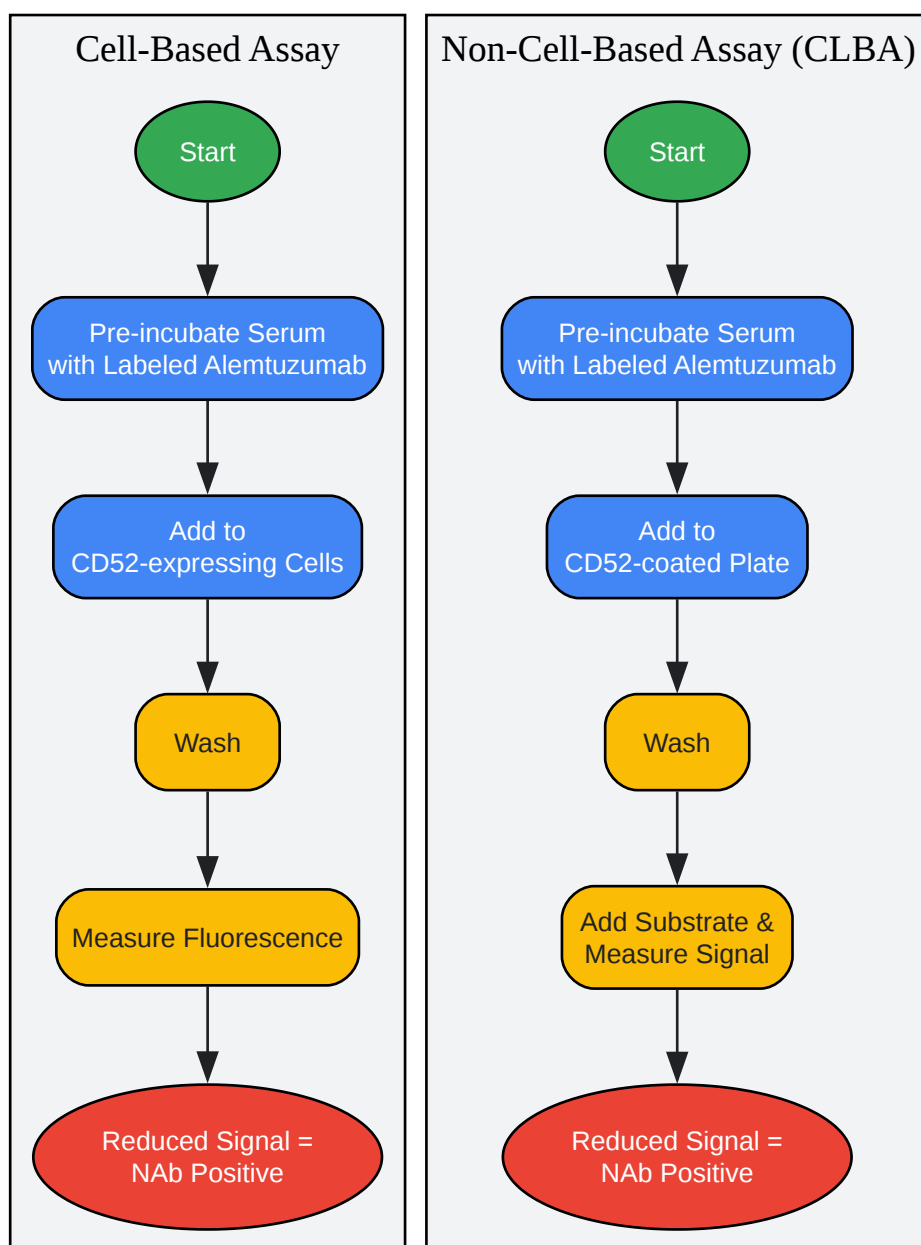 Cell-Based Assay
Start
Pre-incubate Serum
with Labeled Alemtuzumab
Add to
CD52-expressing Cells
Wash
Measure Fluorescence
Reduced Signal =
NAb Positive
Non-Cell-Based Assay (CLBA)
Start
Pre-incubate Serum
with Labeled Alemtuzumab
Add to
CD52-coated Plate
Wash
Add Substrate &
Measure Signal
Reduced Signal =
NAb Positive